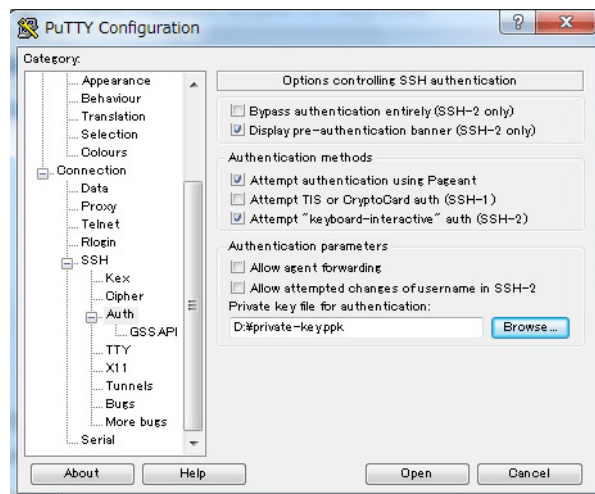 PuTTY Configuration
Category:
Appearance
Behaviour
Translation
Selection
Colours
Connection
Data
Proxy
Telnet
Rlogin
SSH
Kex
Cipher
Auth
GSSAPI
TTY
X11
Tunnels
Bugs
More bugs
Serial
Options controlling SSH authentication
Bypass authentication entirely (SSH-2 only)
Display pre-authentication banner (SSH-2 only)
Authentication methods
Attempt authentication using Pageant
Attempt TIS or CryptoCard auth (SSH-1)
Attempt "keyboard-interactive" auth (SSH-2)
Authentication parameters
Allow agent forwarding
Allow attempted changes of username in SSH-2
Private key file for authentication:
D:¥private-key.ppk
Browse...
About
Help
Open
Cancel